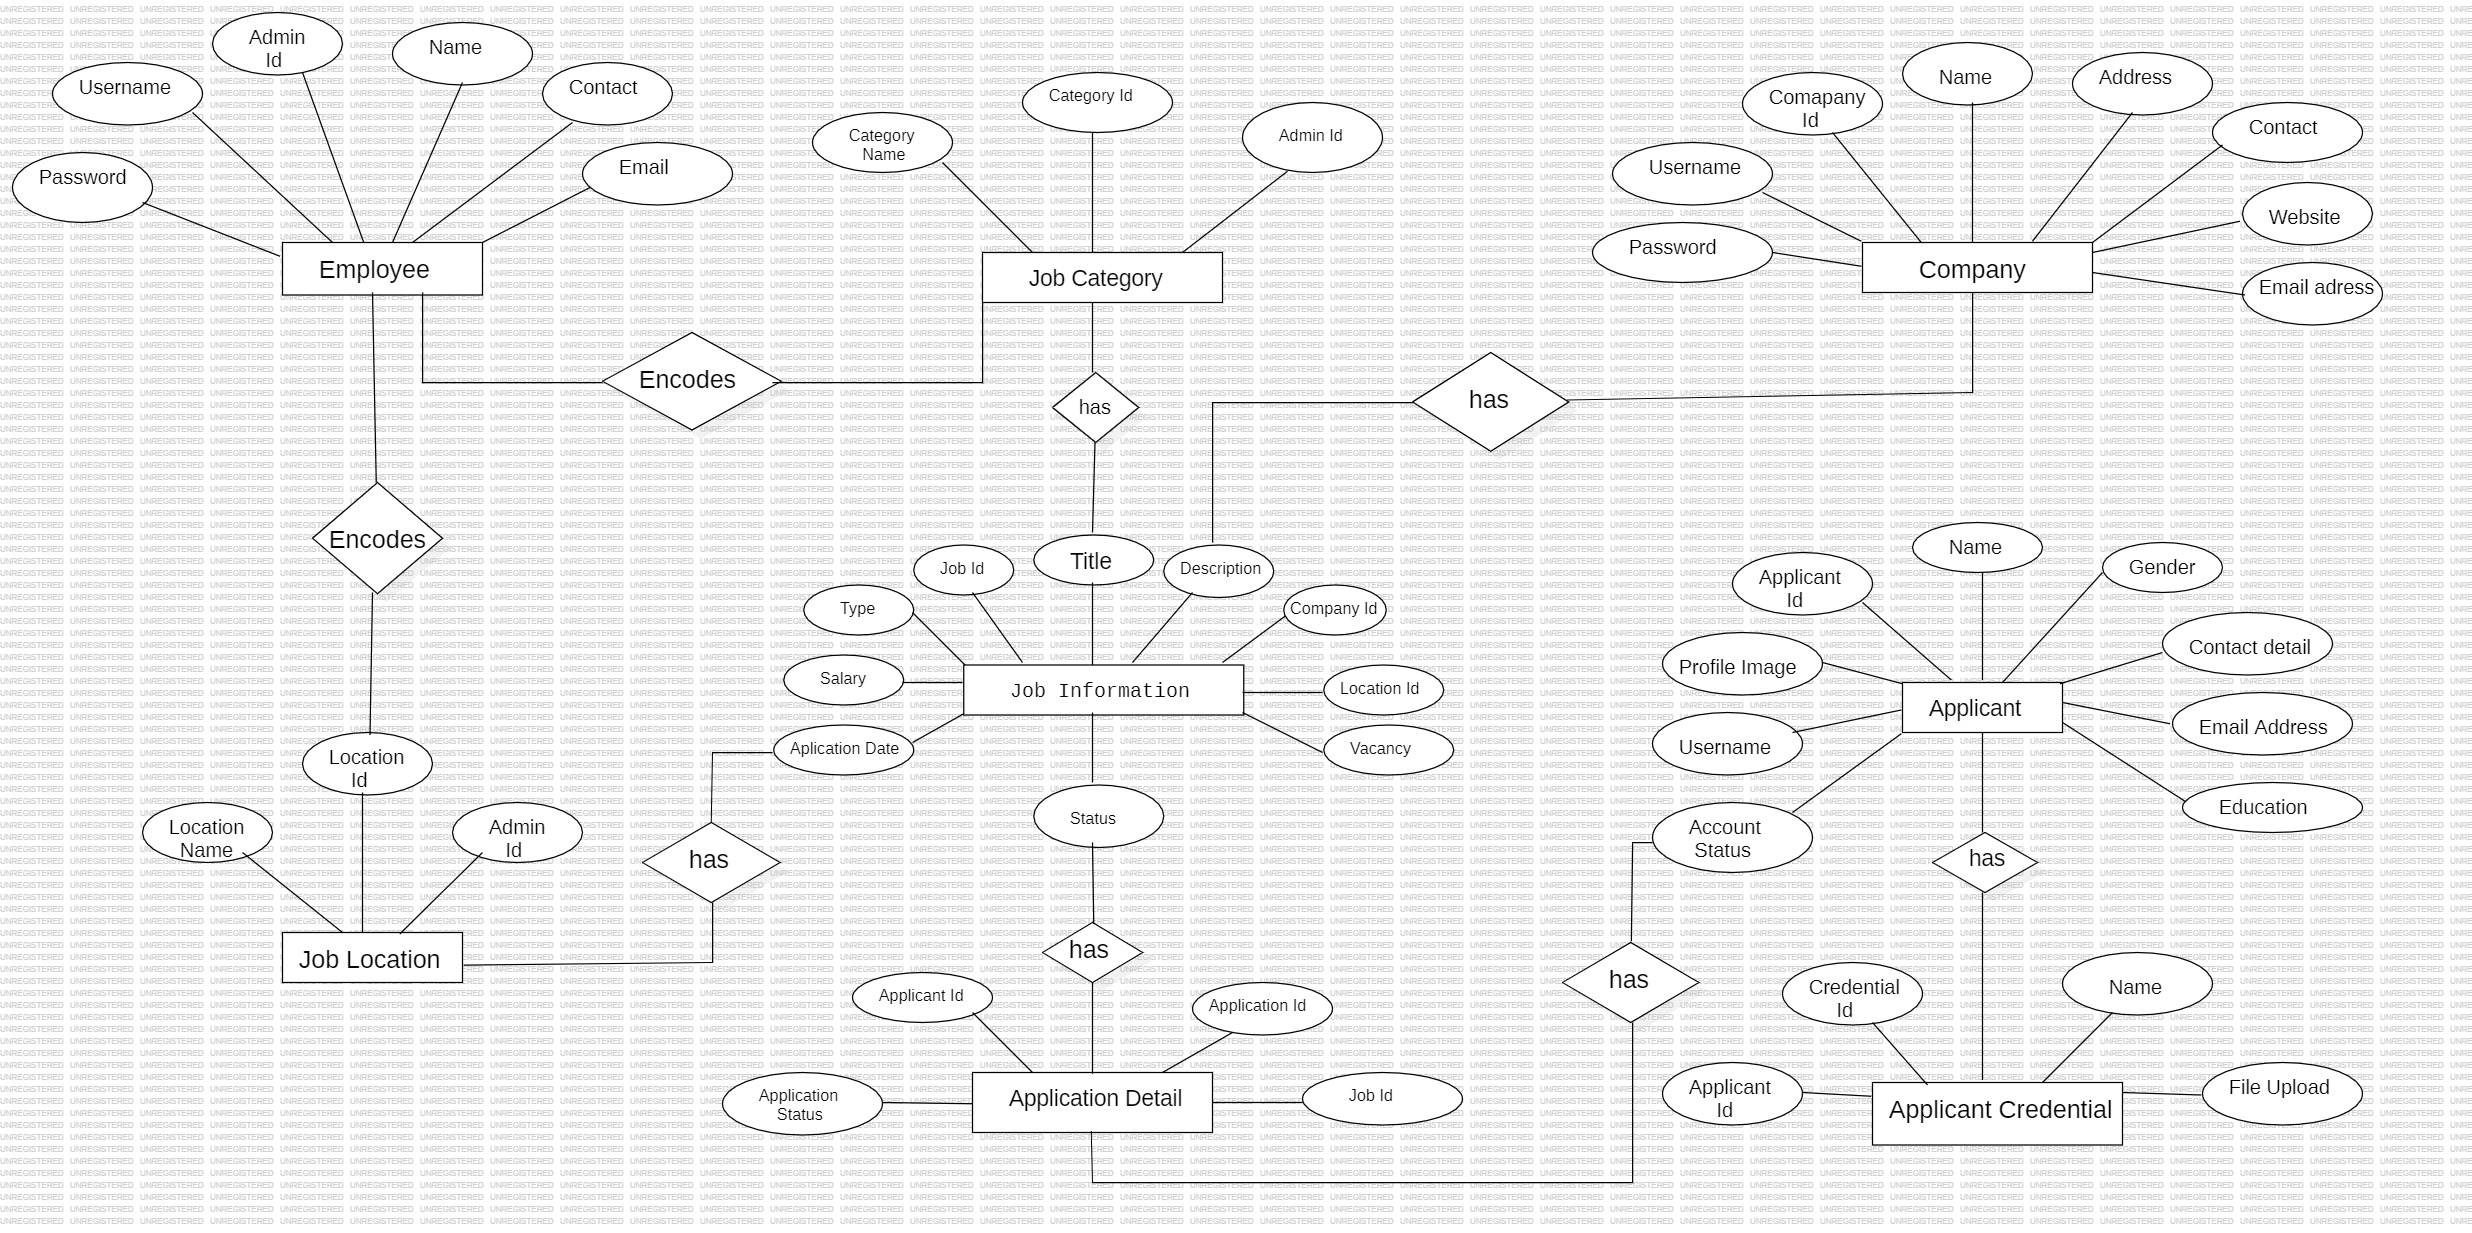 Admin
Id
Name
Username
Contact
Password
Email
Employee
Category Id
Category
Name
Admin Id
Job Category
Name
Comapany
Id
Address
Contact
Username
Website
Password
Email adress
Company
Encodes
has
has
Encodes
Title
Job Id
Description
Type
Company Id
Salary
Job Information
Location Id
Aplication Date
Vacancy
Status
Name
Applicant
Id
Gender
Profile Image
Contact detail
Applicant
Username
Email Address
Account
Status
Education
has
Location
Id
Location
Name
Admin
Id
has
Job Location
has
has
Applicant Id
Application Id
Application
Status
Application Detail
Job Id
Credential
Id
Name
Applicant
Id
File Upload
Applicant Credential
UNREGISTERED